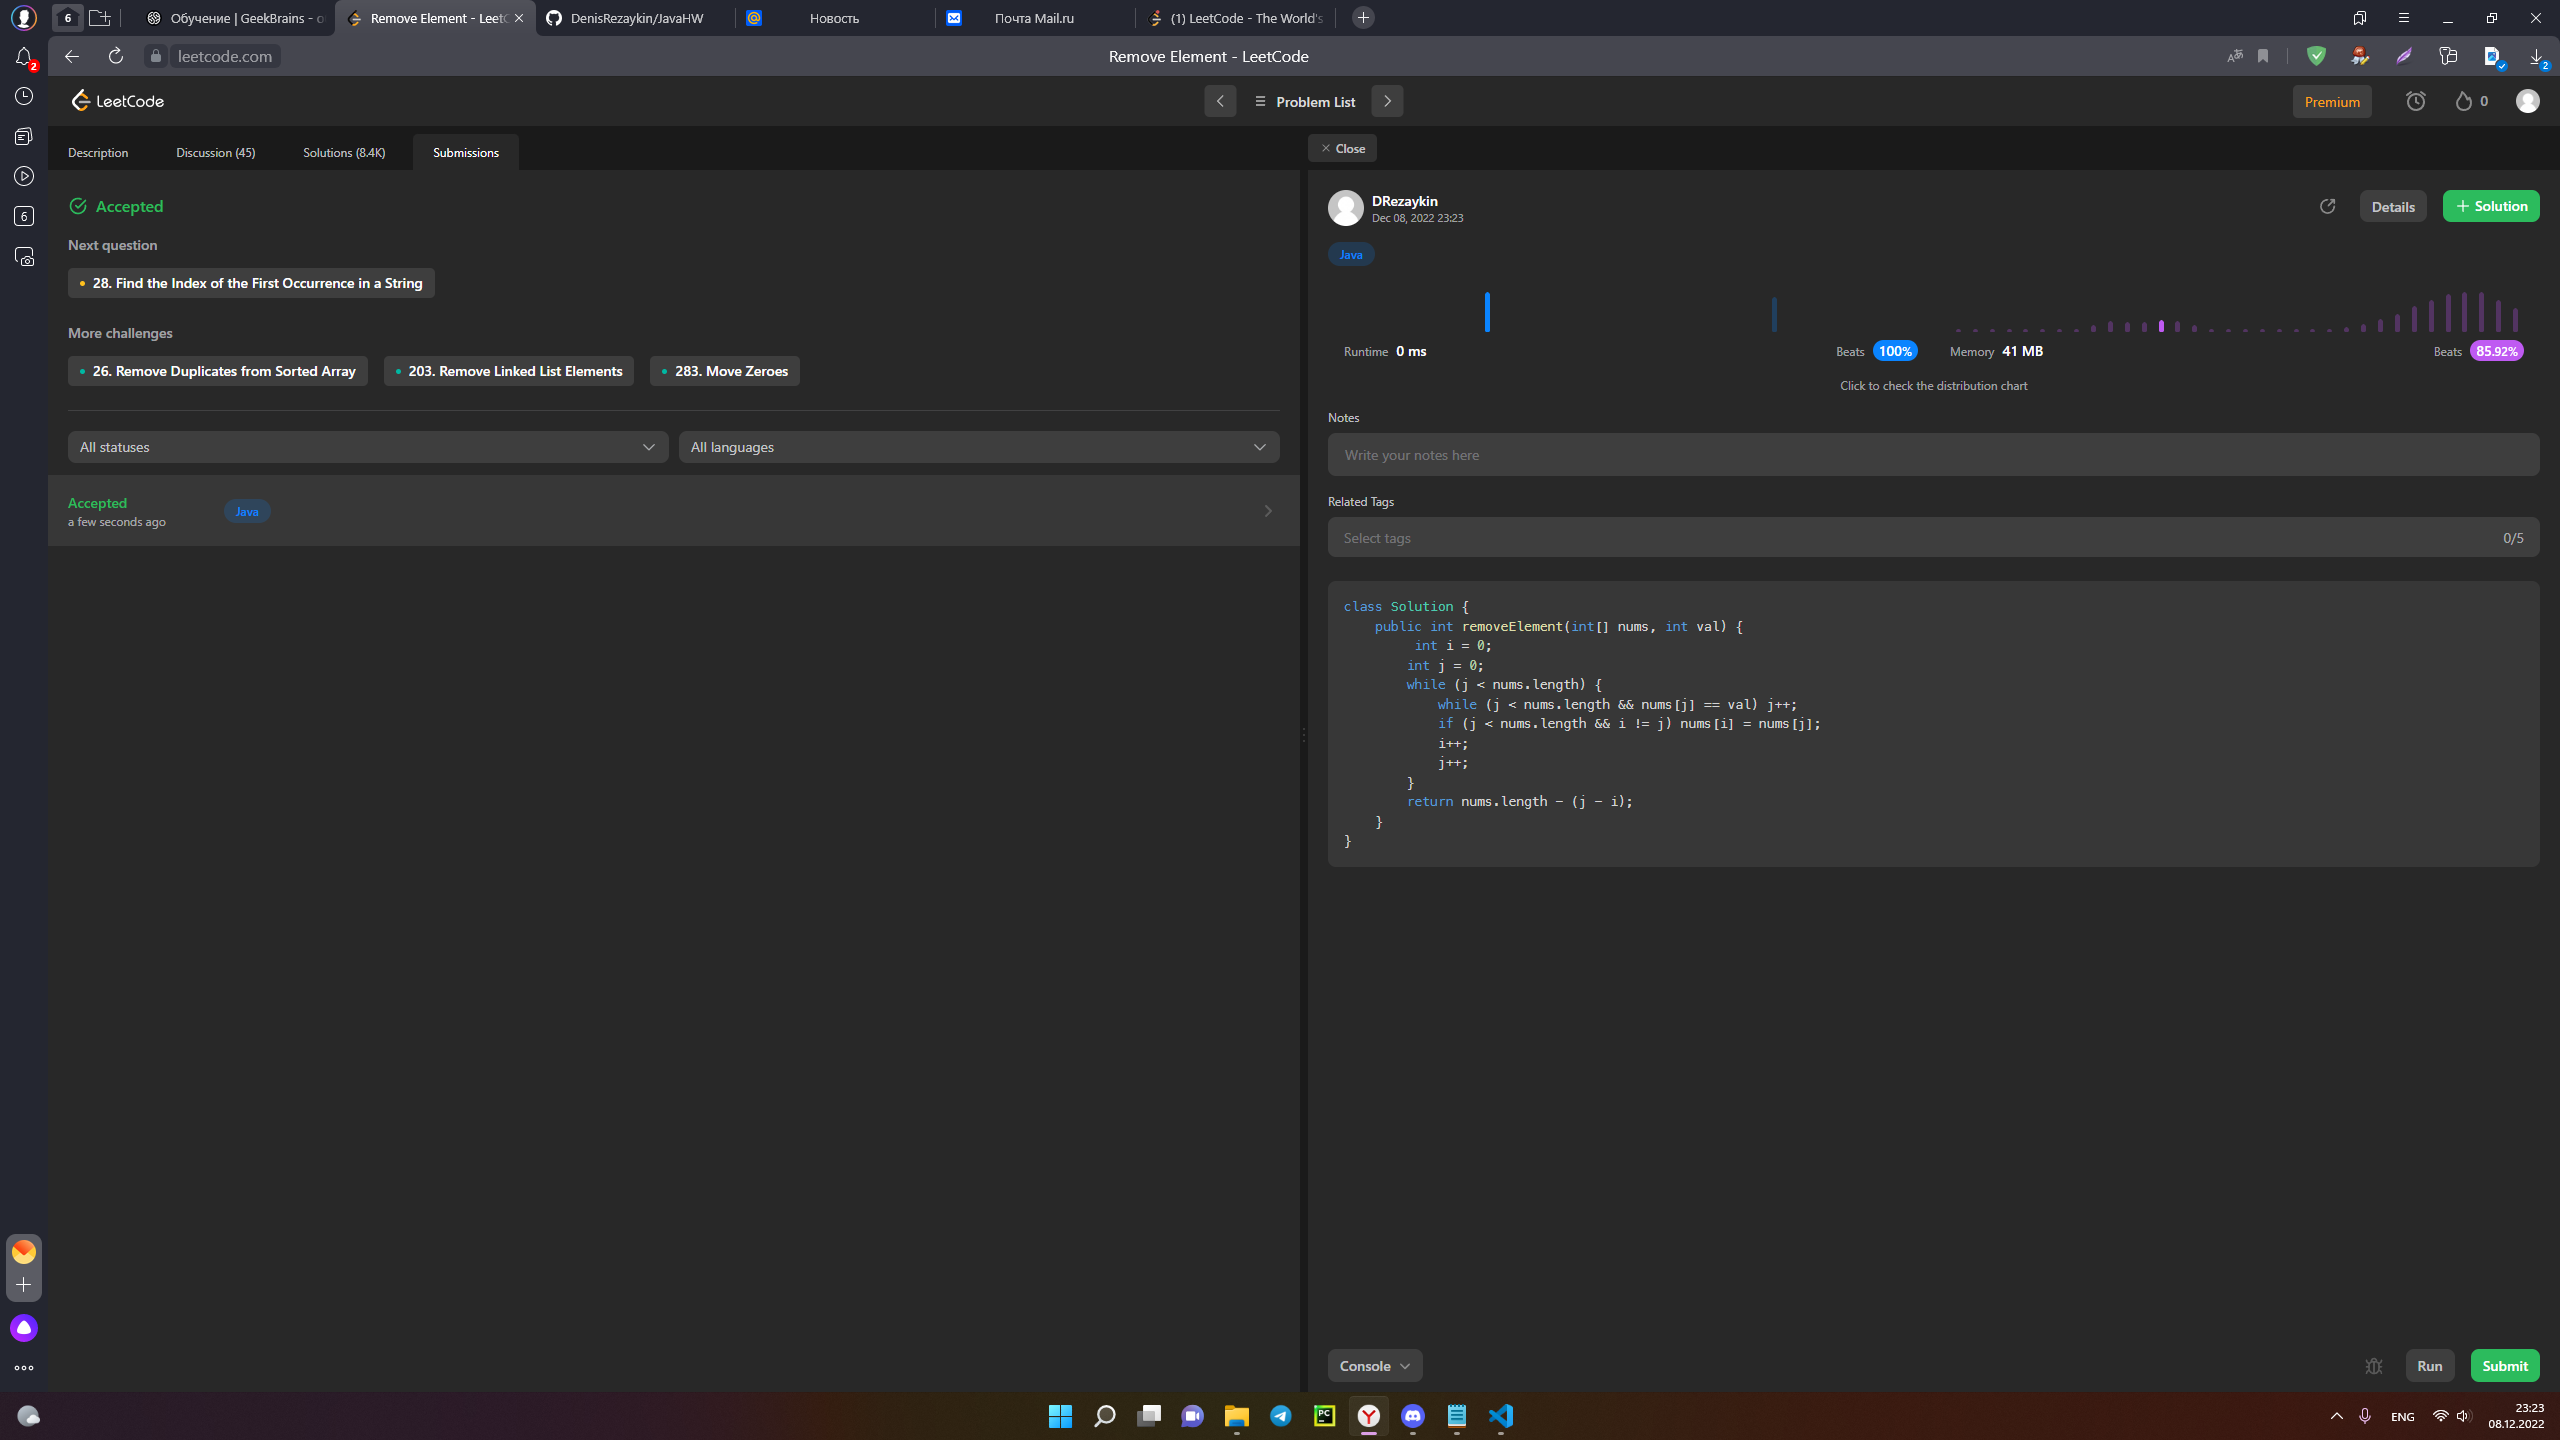 6
Обучение | GeekBrains - о
Remove Element - LeetC
DenisRezaykin/JavaHW
Новость
Почта Mail.ru
(1) LeetCode - The World's
2
leetcode.com
Remove Element - LeetCode
2
LeetCode
Problem List
Premium
0
6
Description
Discussion (45)
Solutions (8.4K)
Submissions
Close
Accepted
Next question
28. Find the Index of the First Occurrence in a String
More challenges
26. Remove Duplicates from Sorted Array
203. Remove Linked List Elements
283. Move Zeroes
All statuses
All languages
Accepted
a few seconds ago
Java
DRezaykin
Dec 08, 2022 23:23
Details
Solution
Java
Runtime 0 ms
Beats 100%
Memory 41 MB
Beats 85.92%
Click to check the distribution chart
Notes
Write your notes here
Related Tags
Select tags
0/5
class Solution {
public int removeElement(int[] nums, int val) {
int i = 0;
int j = 0;
while (j < nums.length) {
while (j < nums.length && nums[j] == val) j++;
if (j < nums.length && i != j) nums[i] = nums[j];
i++;
j++;
}
return nums.length - (j - i);
}
}
Console
Run
Submit
PC
ENG
23:23
08.12.2022